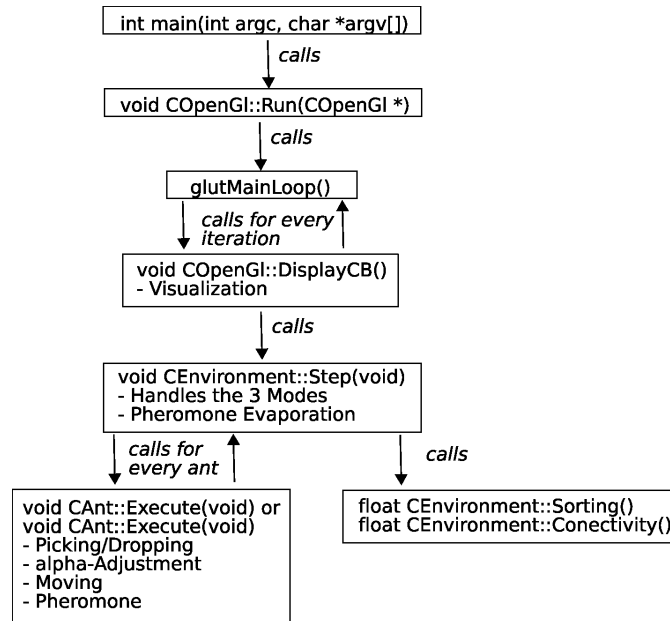 int main(int argc, char *argv[])
calls
void COpenGl::Run(COpenGl *)
calls
glutMainLoop()
calls for every
iteration
void COpenGl::DisplayCB()
- Visualization
calls
void CEnvironment::Step(void)
- Handles the 3 Modes
- Pheromone Evaporation
calls for
every ant
calls
void CAnt::Execute(void) or
void CAnt::Execute(void)
- Picking/Dropping
- alpha-Adjustment
- Moving
- Pheromone
float CEnvironment::Sorting()
float CEnvironment::Conectivity()